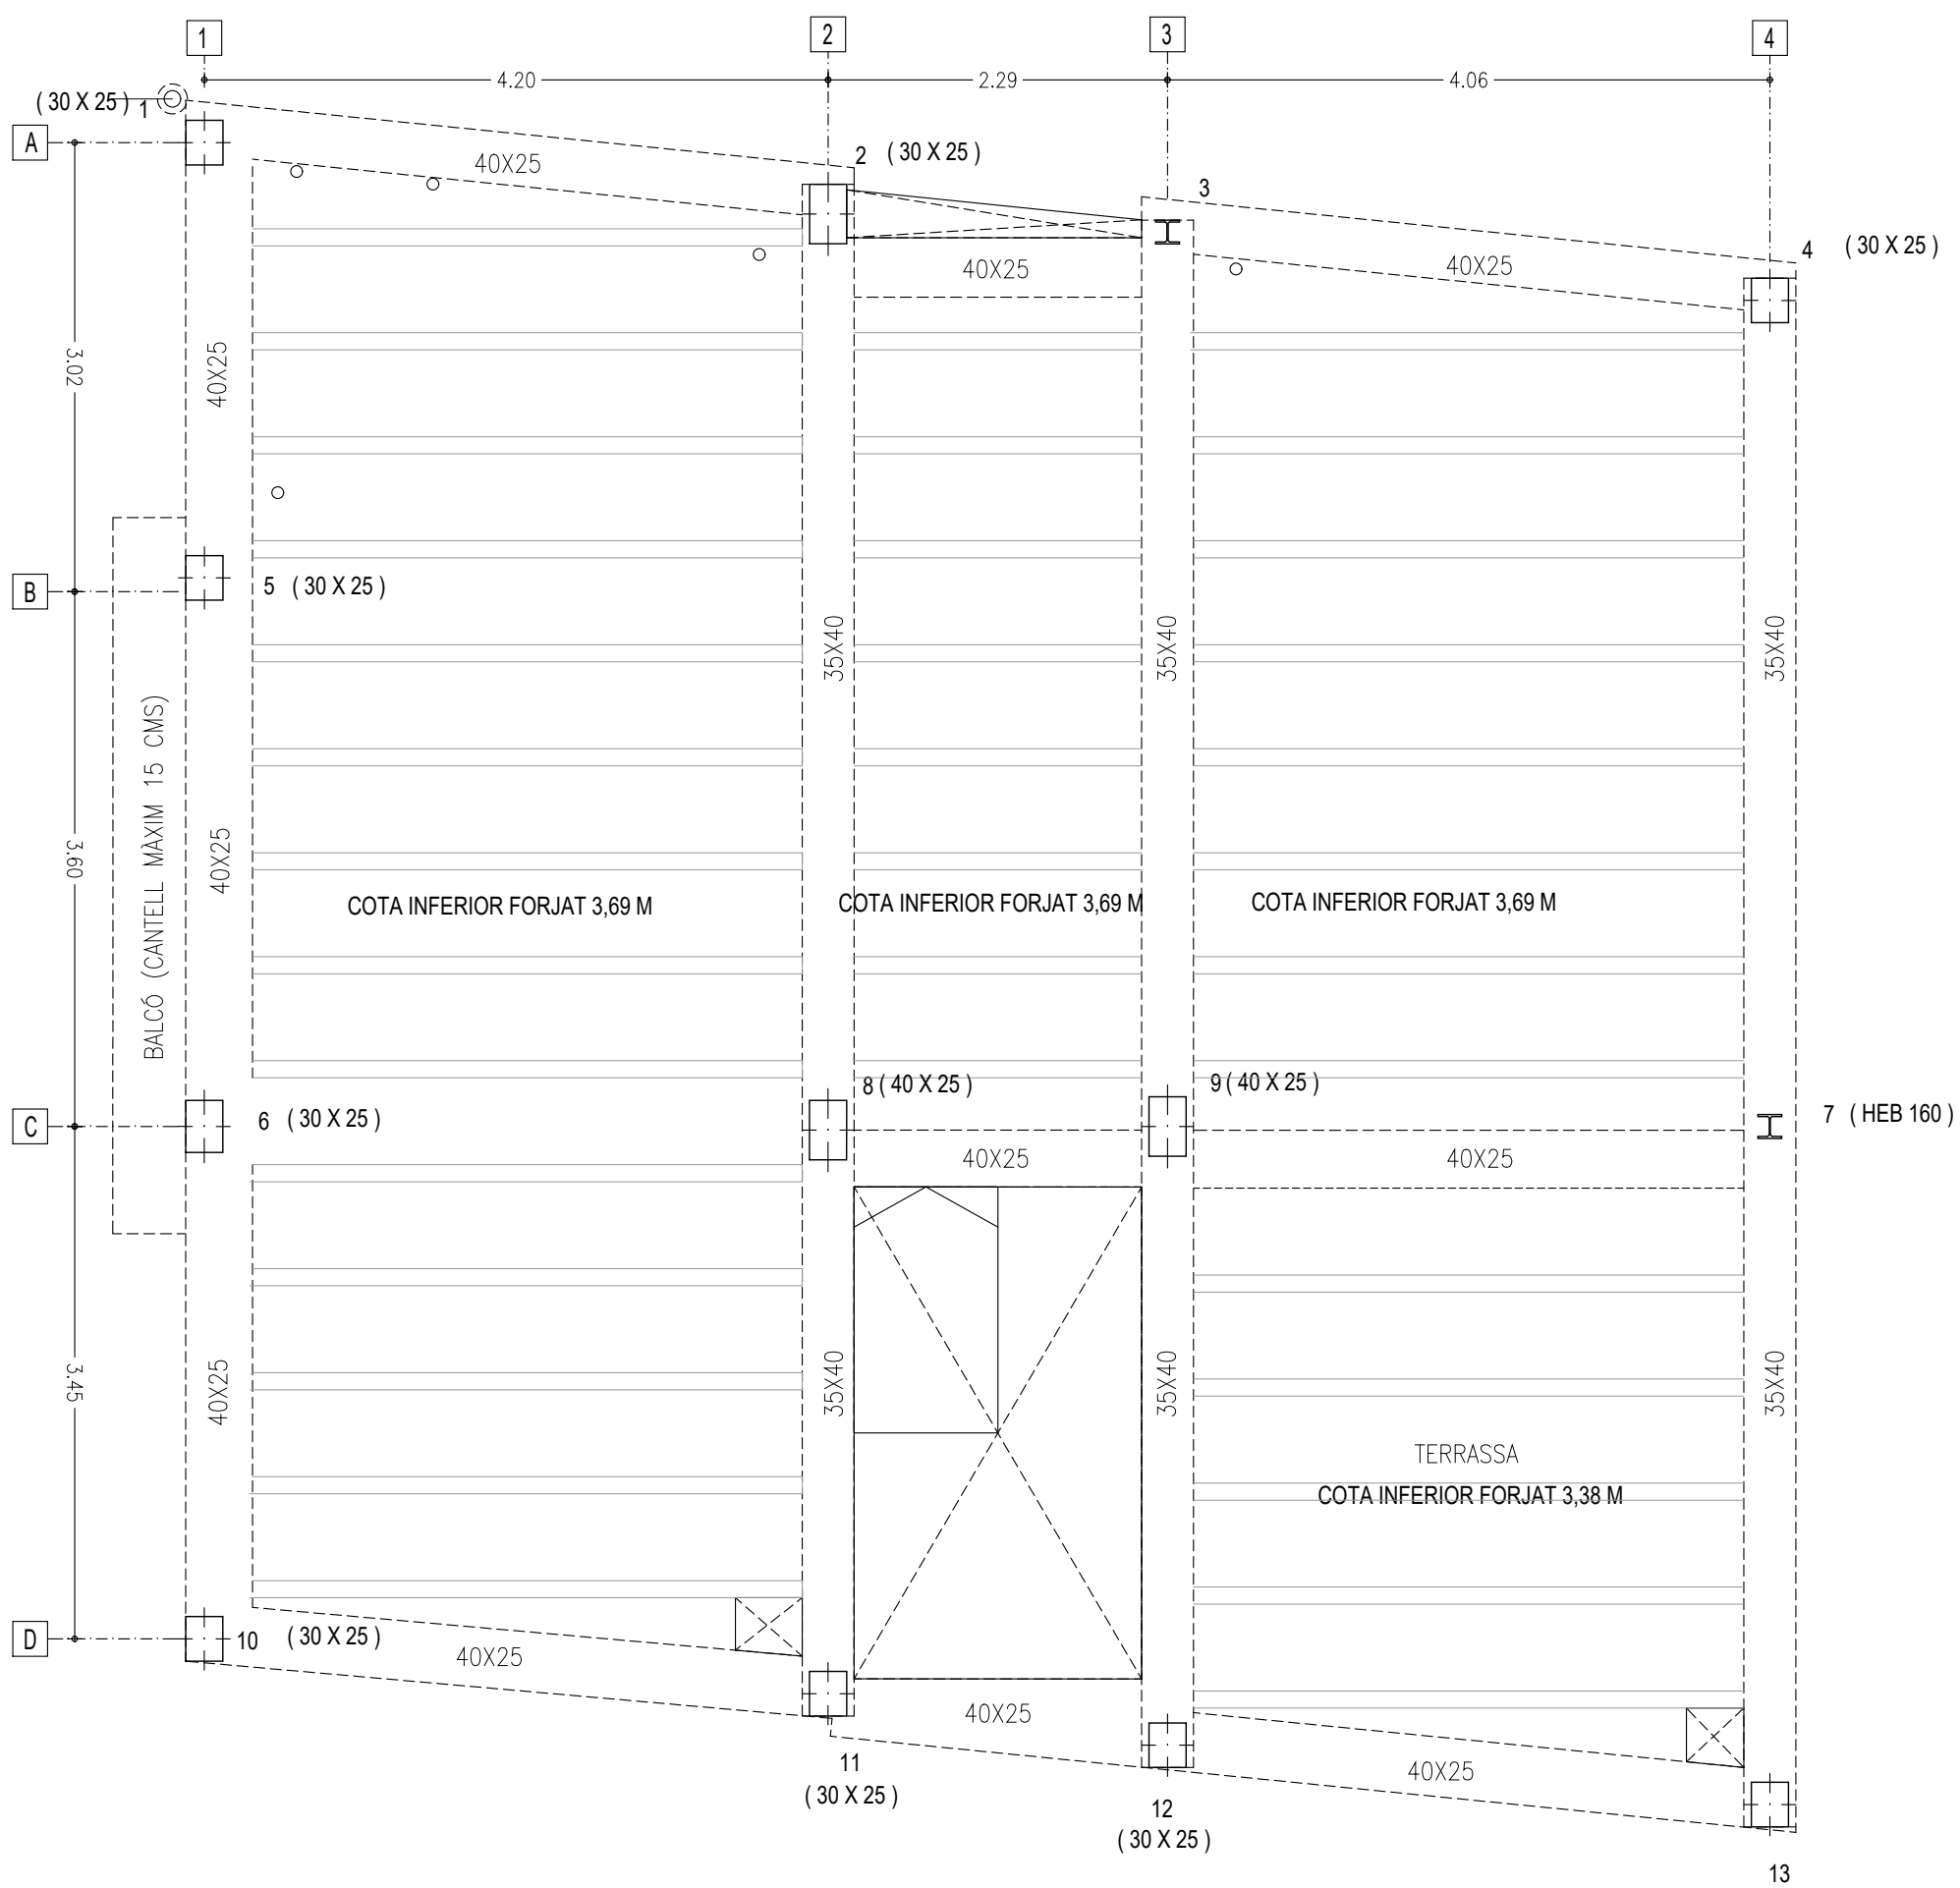 1
2
3
4
4.20
2.29
4.06
( 30 X 25 )
1
A
40X25
2
( 30 X 25 )
3
4
( 30 X 25 )
40X25
40X25
3.02
40X25
B
5 ( 30 X 25 )
35X40
35X40
35X40
BALCÓ (CANTELL MÀXIM 15 CMS)
3.60
40X25
COTA INFERIOR FORJAT 3,69 M
COTA INFERIOR FORJAT 3,69 M
COTA INFERIOR FORJAT 3,69 M
8 ( 40 X 25 )
9 ( 40 X 25 )
C
6 ( 30 X 25 )
7 ( HEB 160 )
40X25
40X25
3.45
40X25
35X40
35X40
35X40
TERRASSA
COTA INFERIOR FORJAT 3,38 M
D
10 ( 30 X 25 )
40X25
40X25
11
( 30 X 25 )
40X25
12
( 30 X 25 )
13